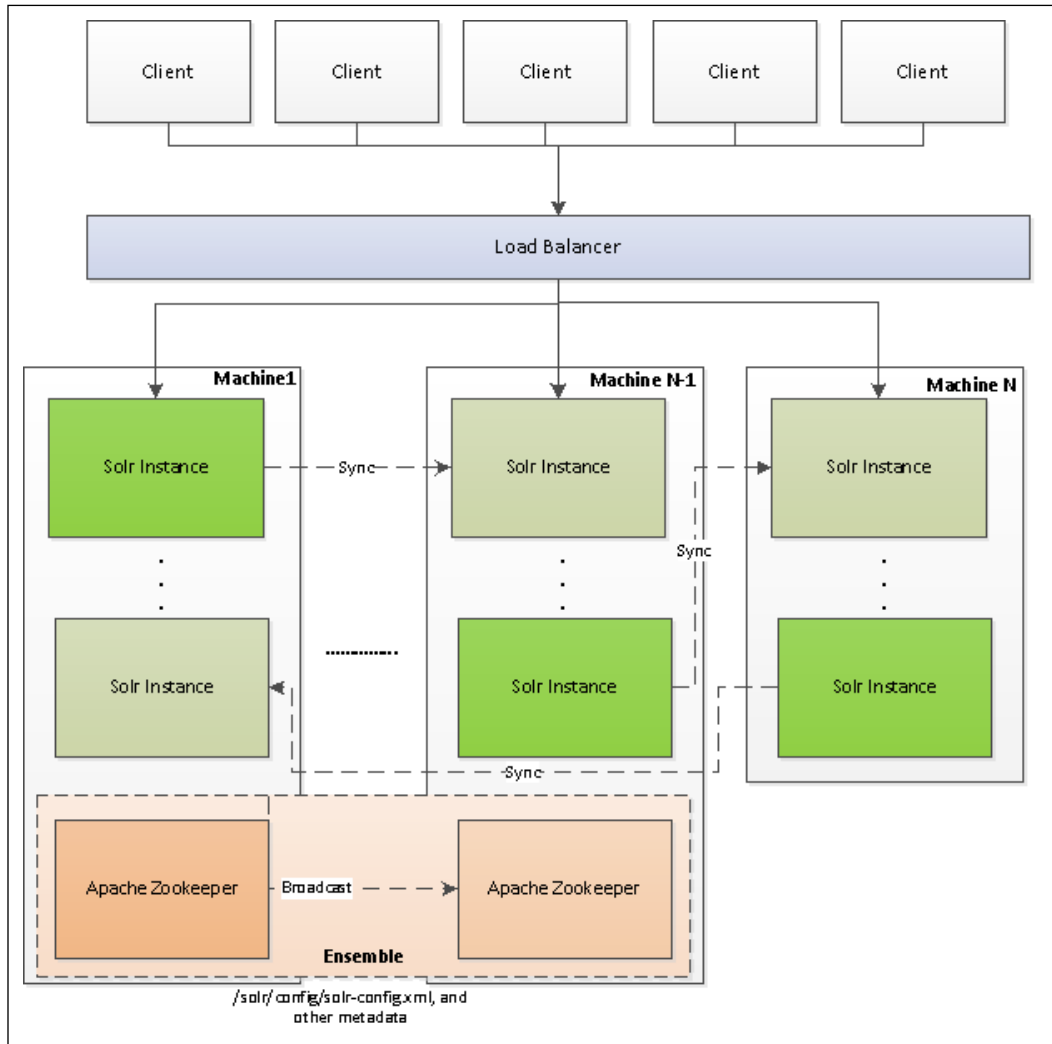 Client
Client
Client
Client
Client
Load Balancer
Machine1
Machine N-1
Machine N
Solr Instance
Sync
Solr Instance
Solr Instance
Sync
Solr Instance
Solr Instance
Solr Instance
Sync
Apache Zookeeper
Broadcast
Apache Zookeeper
Ensemble
/solr/config/solr-config.xml, and
other metadata